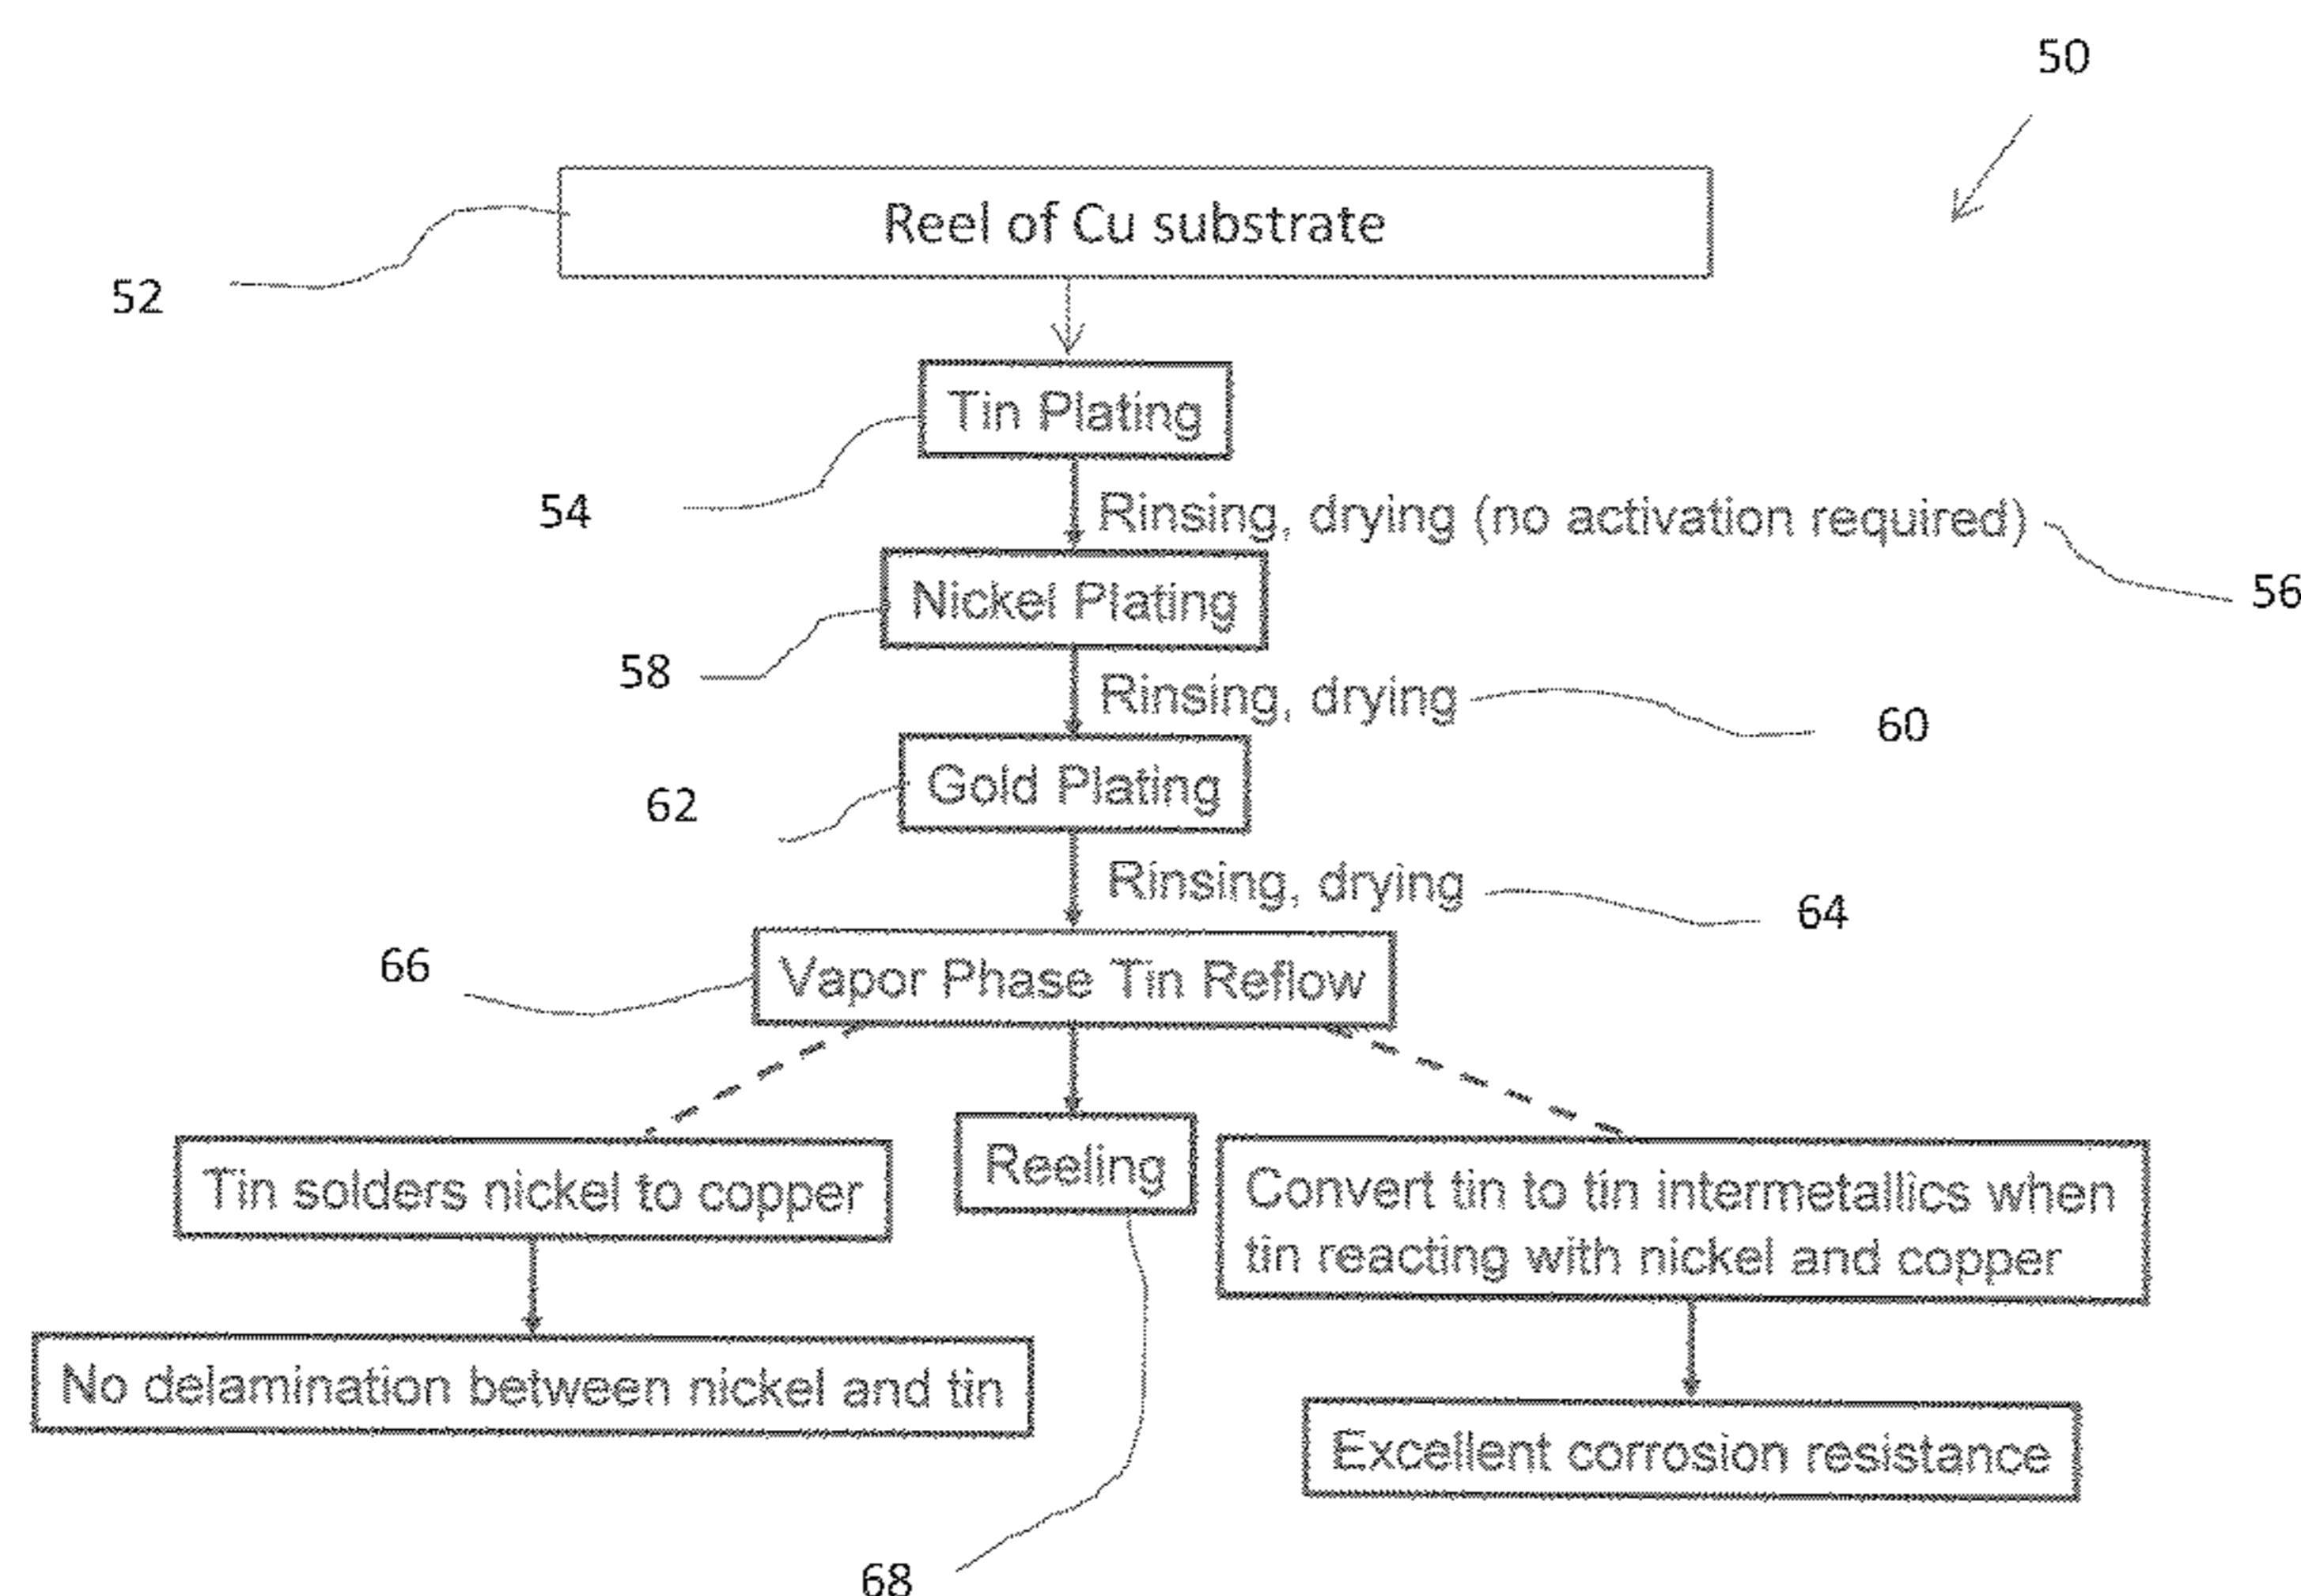 50
Reel of Cu substrate
52
Tin Plating
54
Rinsing, drying (no activation required)
56
Nickel Plating
58
Rinsing, drying
60
Gold Plating
62
Rinsing, drying
64
66
Vapor Phase Tin Reflow
Tin solders nickel to copper
Reeling
Convert tin to tin intermetallics when
tin reacting with nickel and copper
No delamination between nickel and tin
Excellent corrosion resistance
68